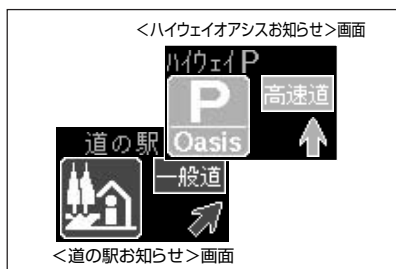 <ハイウェイオアシスお知らせ>画面
ハイウェイP
P
Oasis
高速道
道の駅
一般道
<道の駅お知らせ>画面